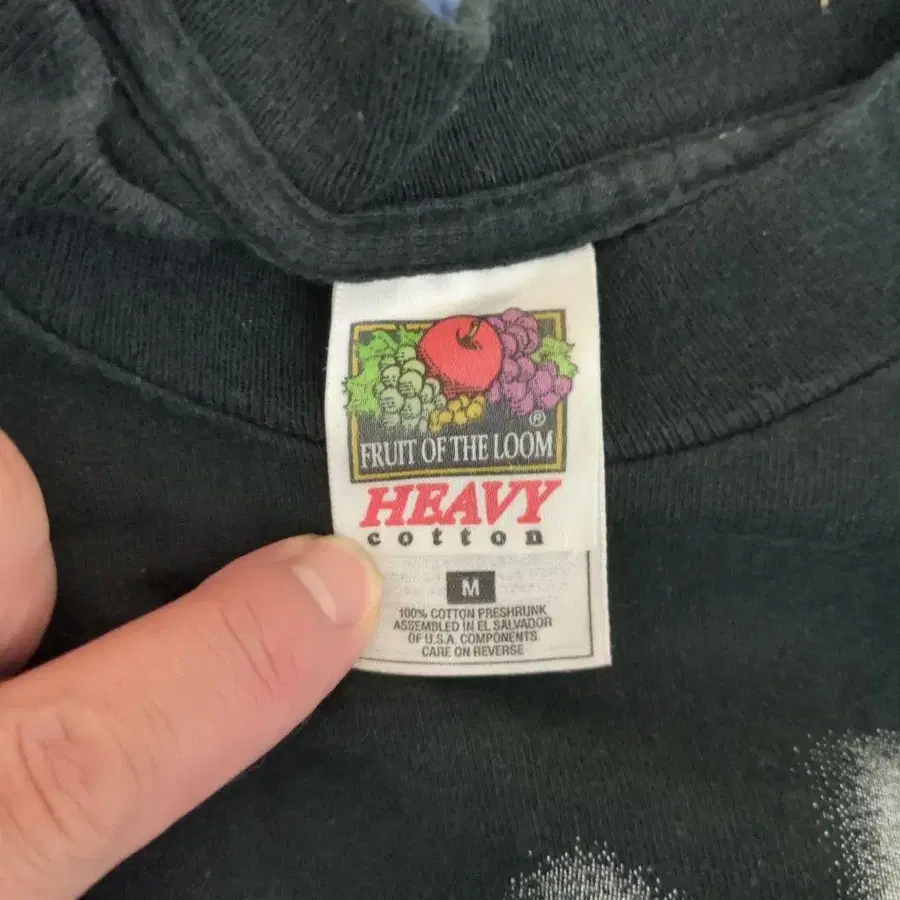 ®
FRUIT OF THE LOOM
HEAVY
cotton
M
100% COTTON PRESHRUNK
ASSEMBLED IN EL SALVADOR
OF U.S.A. COMPONENTS
CARE ON REVERSE